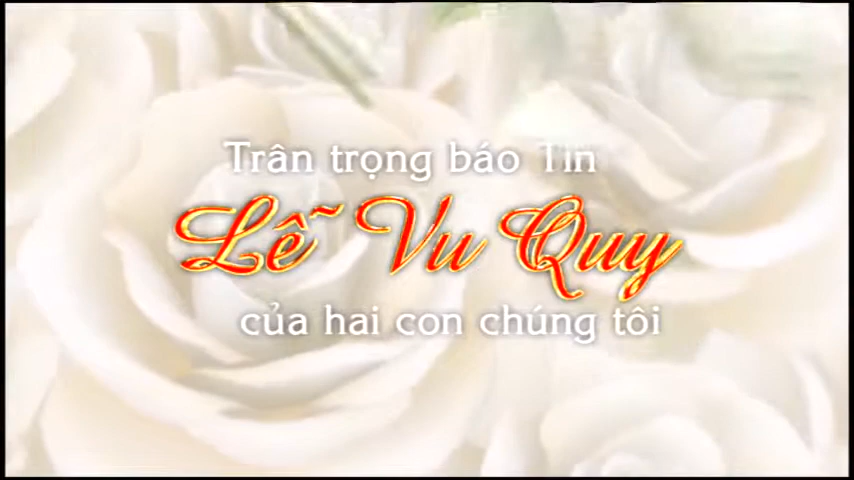 Trân trọng báo Tin
Lễ Vu Quy
của hai con chúng tôi